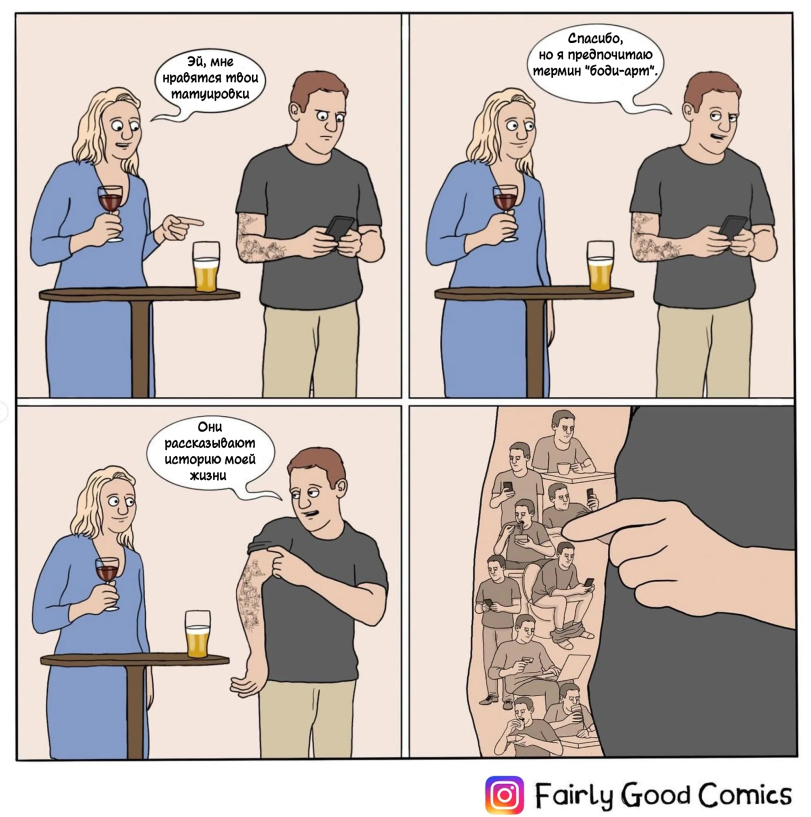 Эй, мне
нравятся твои
татуировки
Спасибо,
но я предпочитаю
термин "боди-арт".
Они
рассказывают
историю моей
жизни
Fairly Good Comics